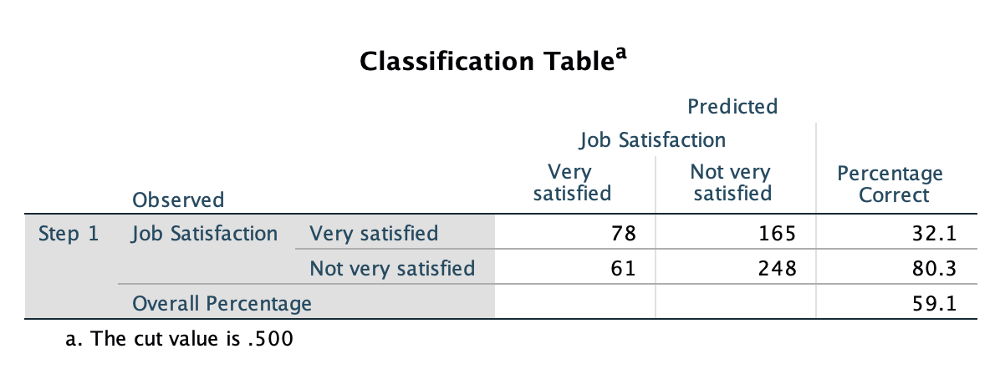 Classification Tableᵃ
Predicted
Job Satisfaction
Observed Very satisfied Not very satisfied Percentage Correct
Step 1 Job Satisfaction Very satisfied 78 165 32.1
Not very satisfied 61 248 80.3
Overall Percentage 59.1
a. The cut value is .500